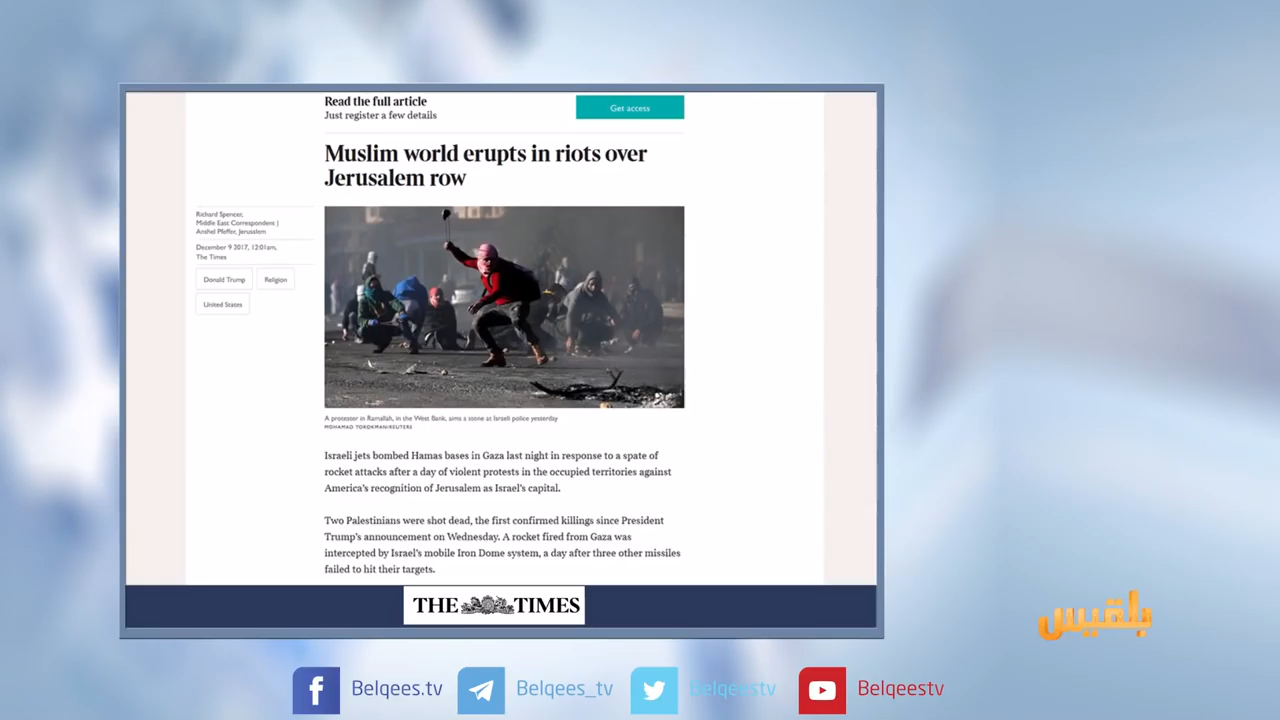 Read the full article
Just register a few details
Get access
Muslim world erupts in riots over
Jerusalem row
Richard Spencer,
Middle East Correspondent |
Anshel Pfeffer, Jerusalem
December 9 2017, 12:01am,
The Times
Donald Trump
Religion
United States
A protester in Ramallah, in the West Bank, aims a stone at Israeli police yesterday
MOHAMAD TOROKMAN/REUTERS
Israeli jets bombed Hamas bases in Gaza last night in response to a spate of
rocket attacks after a day of violent protests in the occupied territories against
America's recognition of Jerusalem as Israel's capital.
Two Palestinians were shot dead, the first confirmed killings since President
Trump's announcement on Wednesday. A rocket fired from Gaza was
intercepted by Israel's mobile Iron Dome system, a day after three other missiles
failed to hit their targets.
THE TIMES
بلقيس
Belqees.tv
Belqees_tv
Belqeestv
Belqeestv